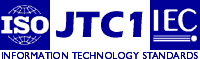 ISO JTC1 IEC
INFORMATION TECHNOLOGY STANDARDS